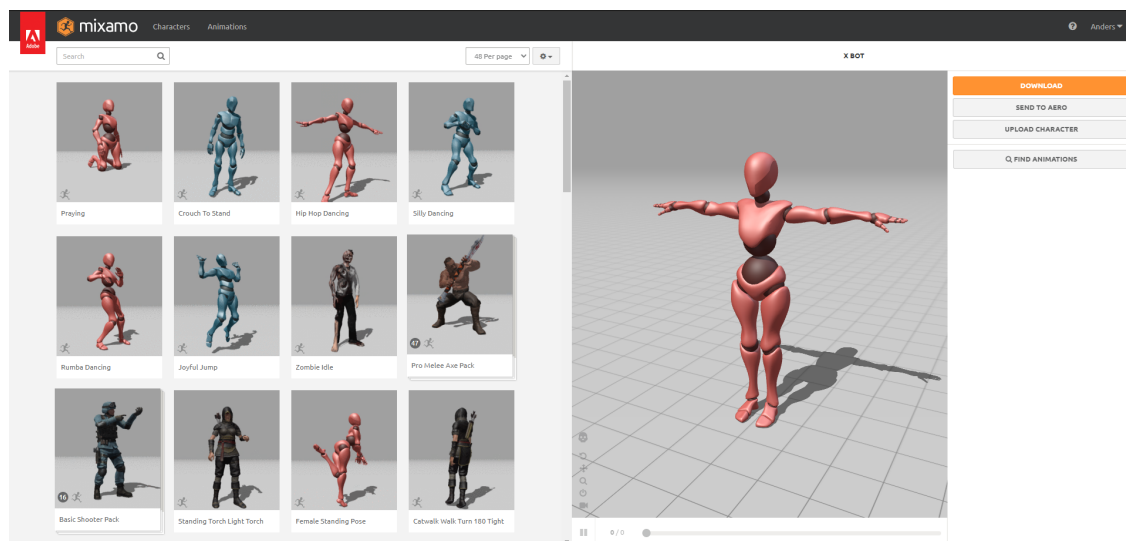 Adobe
mixamo
Characters
Animations
Anders
Search
48 Per page
X BOT
DOWNLOAD
SEND TO AERO
UPLOAD CHARACTER
FIND ANIMATIONS
Praying
Crouch To Stand
Hip Hop Dancing
Silly Dancing
Rumba Dancing
Joyful Jump
Zombie Idle
47
Pro Melee Axe Pack
16
Basic Shooter Pack
Standing Torch Light Torch
Female Standing Pose
Catwalk Walk Turn 180 Tight
0 / 0